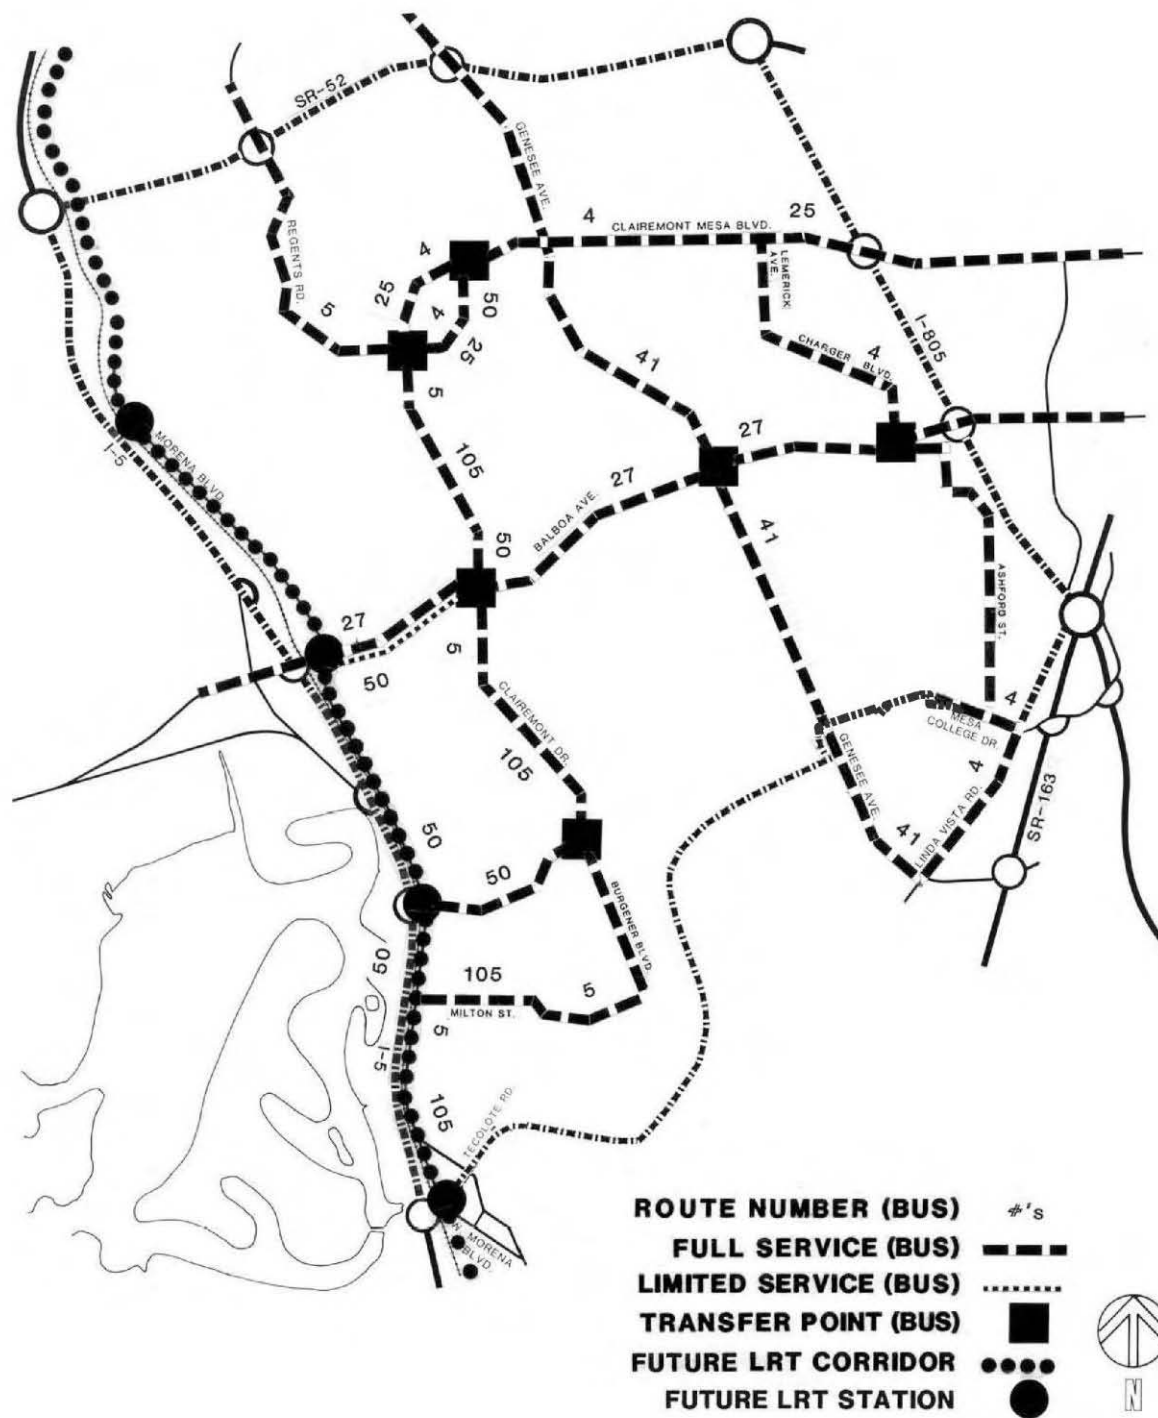 SR-52
GENESEE AVE.
4
25
CLAIREMONT MESA BLVD.
REGENTS RD.
4
25
50
4
25
LEMERICK
AVE.
I-805
5
5
41
CHARGER BLVD.
4
MORENA BLVD.
I-5
105
27
27
BALBOA AVE.
50
41
ASHFORD ST.
27
50
5
CLAIREMONT DR.
105
4
MESA
COLLEGE DR.
GENESEE AVE.
4
LINDA VISTA RD.
41
SR-163
50
50
BURGENER BLVD.
50
105
MILTON ST.
5
5
I-5
105
TECOLOTE RD.
W. MORENA
BLVD.
ROUTE NUMBER (BUS) #'s
FULL SERVICE (BUS)
LIMITED SERVICE (BUS)
TRANSFER POINT (BUS)
FUTURE LRT CORRIDOR
FUTURE LRT STATION
N